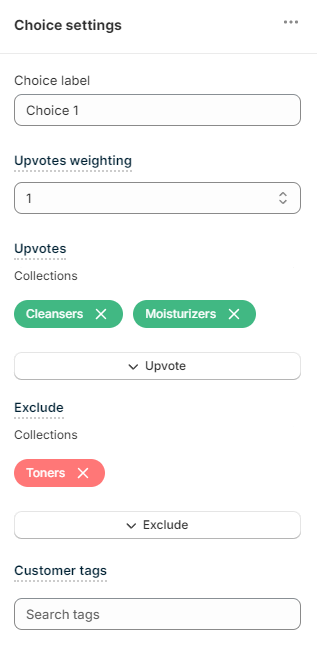 Choice settings
Choice label
Choice 1
Upvotes weighting
1
Upvotes
Collections
Cleansers Moisturizers
Upvote
Exclude
Collections
Toners
Exclude
Customer tags
Search tags